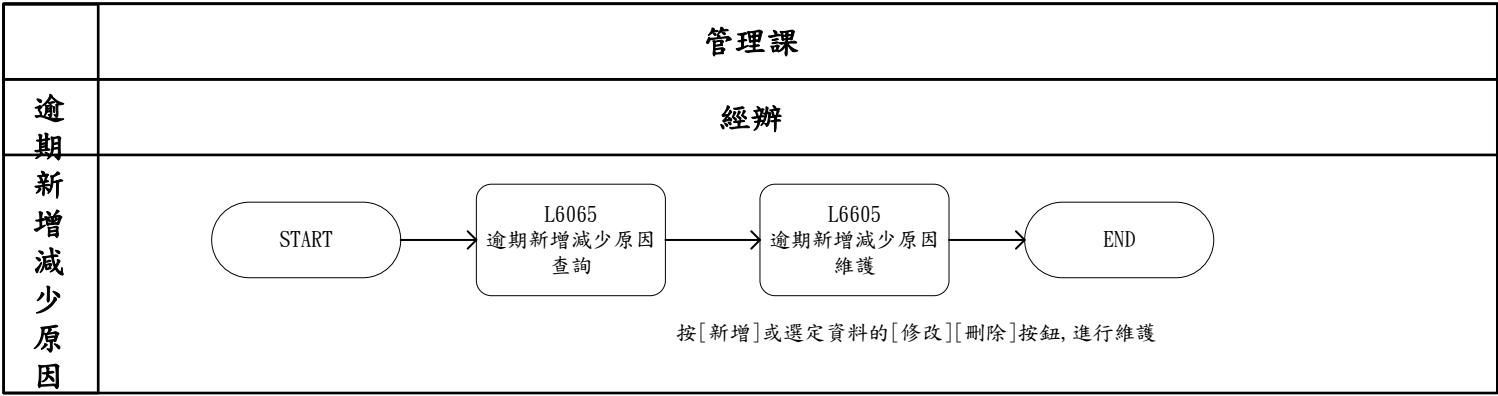 管理課
經辦
逾期新增減少原因
START
L6065
逾期新增減少原因
查詢
L6605
逾期新增減少原因
維護
END
按[新增]或選定資料的[修改][刪除]按鈕,進行維護